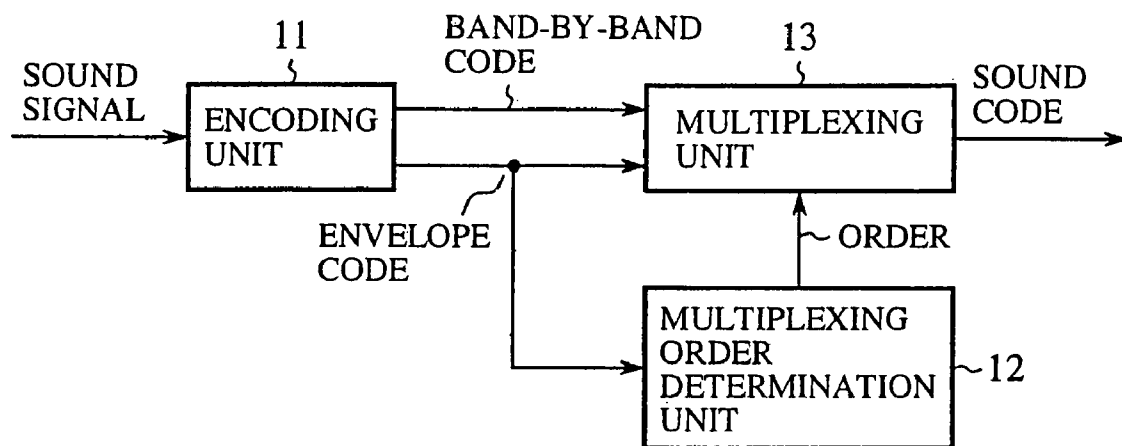 11
BAND-BY-BAND
CODE
13
SOUND
SIGNAL
ENCODING
UNIT
MULTIPLEXING
UNIT
SOUND
CODE
ENVELOPE
CODE
ORDER
MULTIPLEXING
ORDER
DETERMINATION
UNIT
12